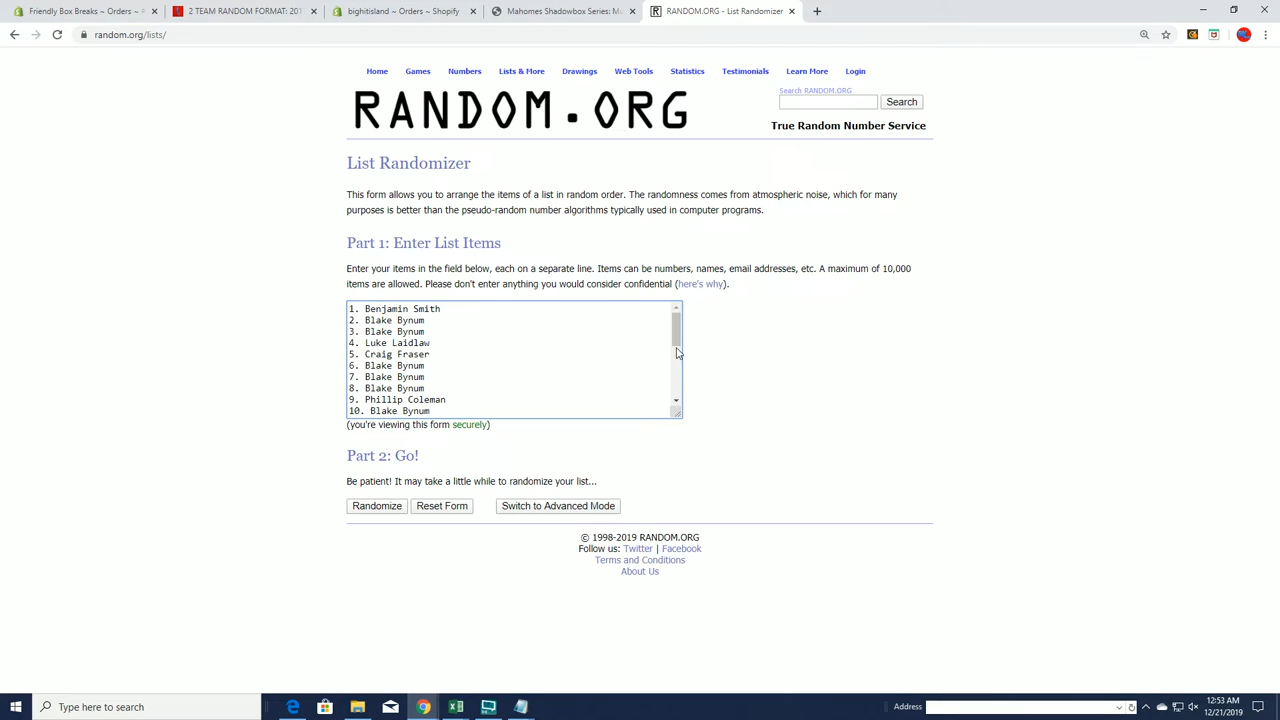 Friendly Box Breaks ~ Orders ~
2 TEAM RANDOM FORMAT: 201
bighitisland ~ Orders ~ Shopify
Mahomes Shadowbox Series: Mu
RANDOM.ORG - List Randomizer
random.org/lists/
Home Games Numbers Lists & More Drawings Web Tools Statistics Testimonials Learn More Login
Search RANDOM.ORG
RANDOM.ORG
Search
True Random Number Service
List Randomizer
This form allows you to arrange the items of a list in random order. The randomness comes from atmospheric noise, which for many
purposes is better than the pseudo-random number algorithms typically used in computer programs.
Part 1: Enter List Items
Enter your items in the field below, each on a separate line. Items can be numbers, names, email addresses, etc. A maximum of 10,000
items are allowed. Please don't enter anything you would consider confidential (here's why).
1. Benjamin Smith
2. Blake Bynum
3. Blake Bynum
4. Luke Laidlaw
5. Craig Fraser
6. Blake Bynum
7. Blake Bynum
8. Blake Bynum
9. Phillip Coleman
10. Blake Bynum
(you're viewing this form securely)
Part 2: Go!
Be patient! It may take a little while to randomize your list...
Randomize Reset Form Switch to Advanced Mode
© 1998-2019 RANDOM.ORG
Follow us: Twitter | Facebook
Terms and Conditions
About Us
Type here to search
Address
12:53 AM
12/21/2019